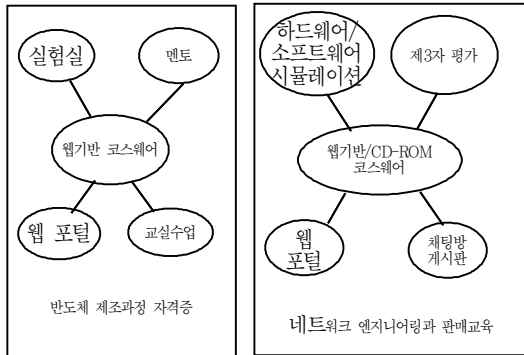 실험실
멘토
웹기반 코스웨어
웹 포털
교실수업
반도체 제조과정 자격증
하드웨어/
소프트웨어
시뮬레이션
제3자 평가
웹기반/CD-ROM
코스웨어
웹
포털
채팅방
게시판
네트워크 엔지니어링과 판매교육